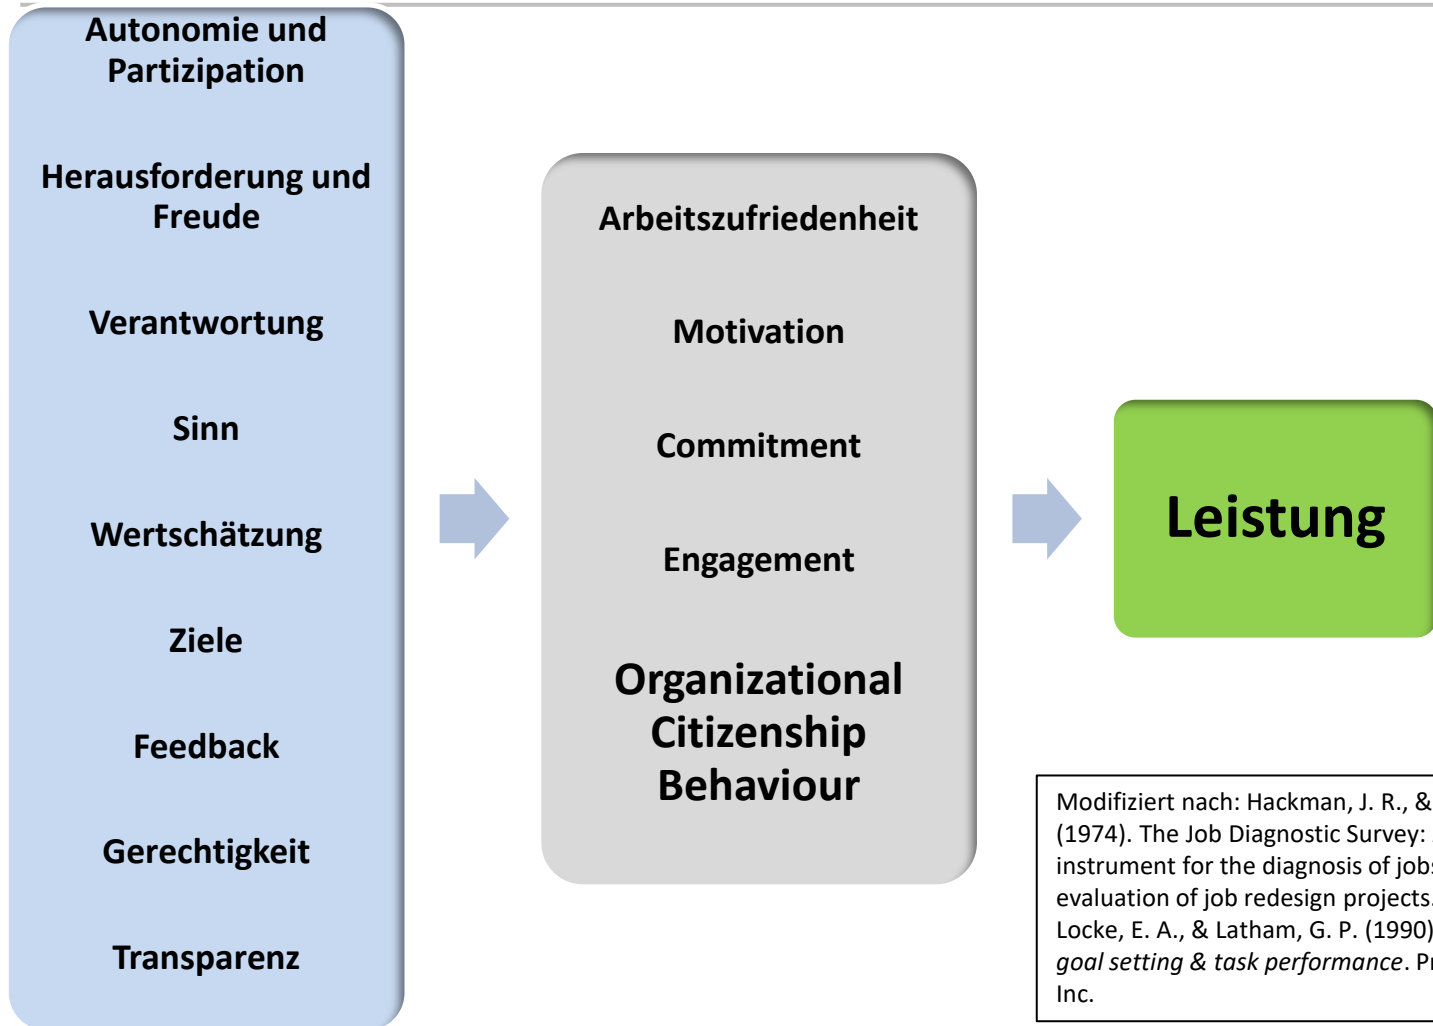 Autonomie und
Partizipation
Herausforderung und
Freude
Verantwortung
Sinn
Wertschätzung
Ziele
Feedback
Gerechtigkeit
Transparenz
Arbeitszufriedenheit
Motivation
Commitment
Engagement
Organizational
Citizenship
Behaviour
Leistung
Modifiziert nach: Hackman, J. R., &
(1974). The Job Diagnostic Survey:
instrument for the diagnosis of jobs
evaluation of job redesign projects.
Locke, E. A., & Latham, G. P. (1990)
goal setting & task performance.
Inc.